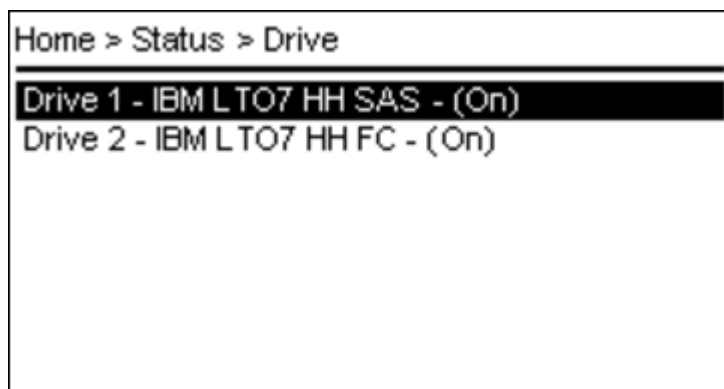 Home > Status > Drive
Drive 1 - IBM LTO7 HH SAS - (On)
Drive 2 - IBM LTO7 HH FC - (On)